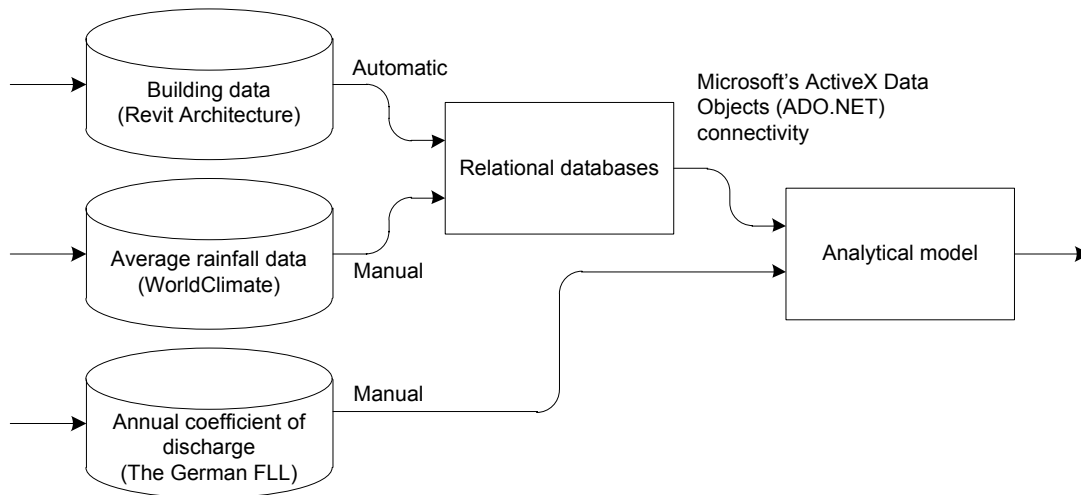 Building data
(Revit Architecture)
Automatic
Average rainfall data
(WorldClimate)
Manual
Annual coefficient of
discharge
(The German FLL)
Manual
Relational databases
Microsoft's ActiveX Data
Objects (ADO.NET)
connectivity
Analytical model